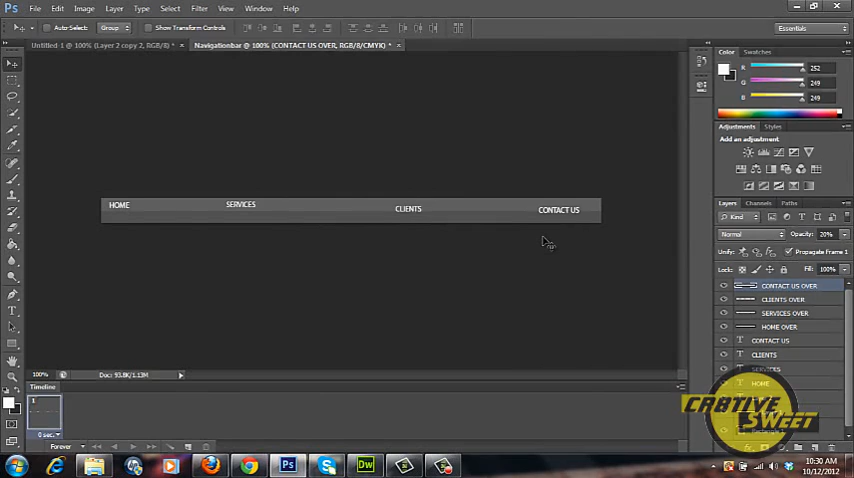 Ps File Edit Image Layer Type Select Filter View Window Help
Auto-Select: Group Show Transform Controls Essentials
Untitled-1 @ 100% (Layer 2 copy 2, RGB/8) * × Navigationbar @ 100% (CONTACT US OVER, RGB/8/CMYK) * ×
Color Swatches
R 252
G 249
B 249
Adjustments Styles
Add an adjustment
HOME SERVICES CLIENTS CONTACT US
Layers Channels Paths
Kind
Normal Opacity: 20%
Unify: Propagate Frame 1
Lock: Fill: 100%
CONTACT US OVER
CLIENTS OVER
SERVICES OVER
HOME OVER
T CONTACT US
T CLIENTS
T SERVICES
T HOME
CR8TIVE
SWEET
100% Doc: 93.8K/1.13M
Timeline
1
0 sec.
Forever
Ps Dw
10:30 AM
10/12/2012